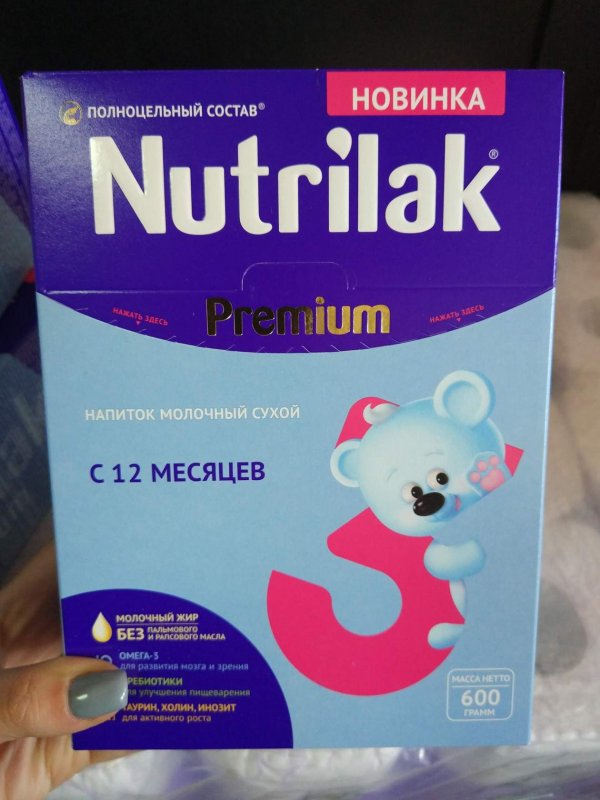 ПОЛНОЦЕЛЬНЫЙ СОСТАВ®
НОВИНКА
Nutrilak®
НАЖАТЬ ЗДЕСЬ
Premium
НАЖАТЬ ЗДЕСЬ
НАПИТОК МОЛОЧНЫЙ СУХОЙ
С 12 МЕСЯЦЕВ
3
МОЛОЧНЫЙ ЖИР
БЕЗ ПАЛЬМОВОГО
И РАПСОВОГО МАСЛА
ОМЕГА-3
для развития мозга и зрения
РЕБИОТИКИ
для улучшения пищеварения
ТАУРИН, ХОЛИН, ИНОЗИТ
для активного роста
МАССА НЕТТО
600
ГРАММ